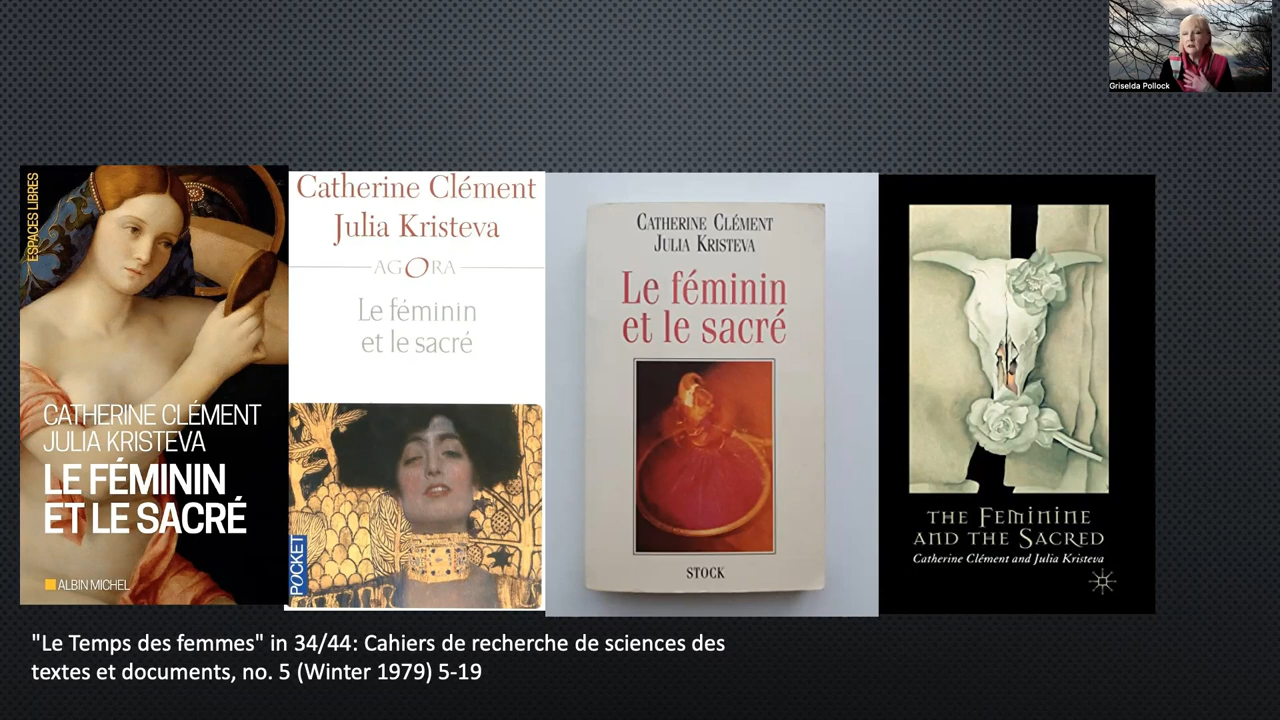 Griselda Pollock
ESPACES LIBRES
CATHERINE CLÉMENT
JULIA KRISTEVA
LE FÉMININ
ET LE SACRÉ
ALBIN MICHEL
Catherine Clément
Julia Kristeva
AGORA
Le féminin
et le sacré
POCKET
CATHERINE CLÉMENT
JULIA KRISTEVA
Le féminin
et le sacré
STOCK
THE FEMININE
AND THE SACRED
Catherine Clément and Julia Kristeva
"Le Temps des femmes" in 34/44: Cahiers de recherche de sciences des
textes et documents, no. 5 (Winter 1979) 5-19